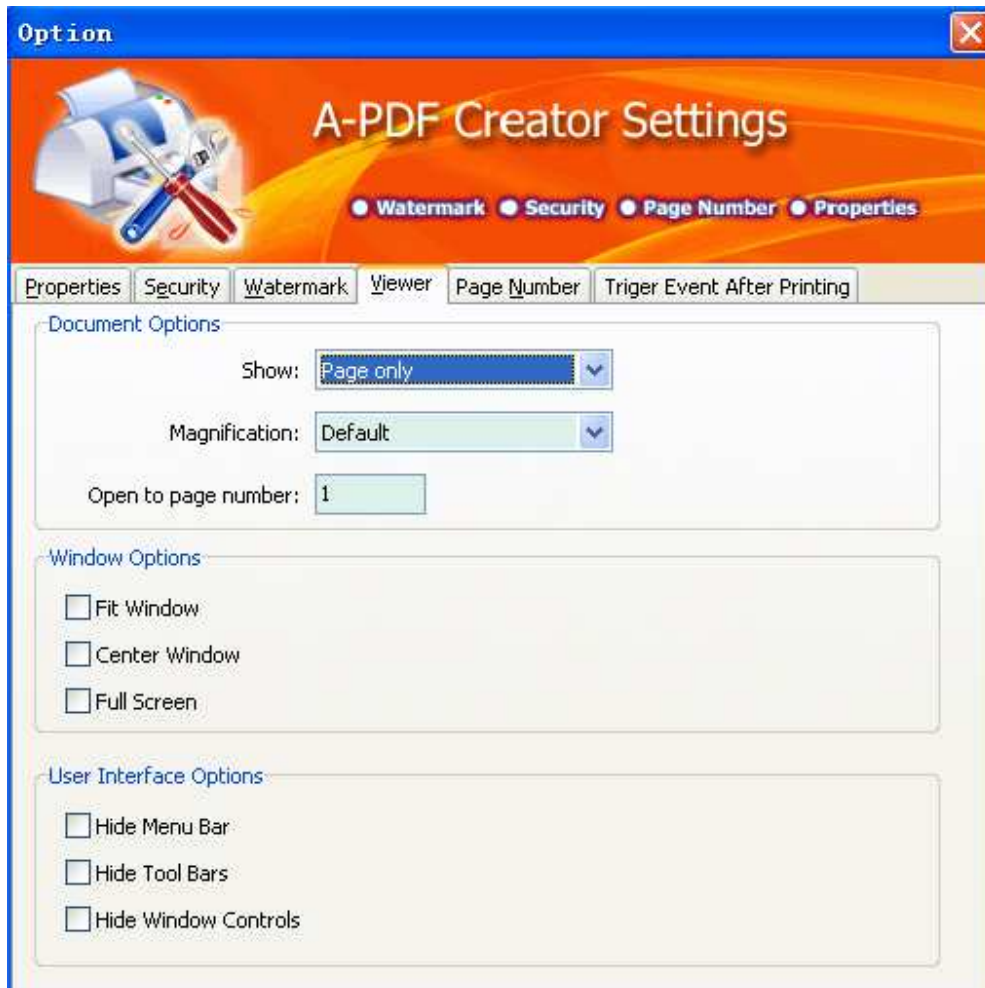 Option
A-PDF Creator Settings
Watermark Security Page Number Properties
Properties Security Watermark Viewer Page Number Triger Event After Printing
Document Options
Show: Page only
Magnification: Default
Open to page number: 1
Window Options
Fit Window
Center Window
Full Screen
User Interface Options
Hide Menu Bar
Hide Tool Bars
Hide Window Controls